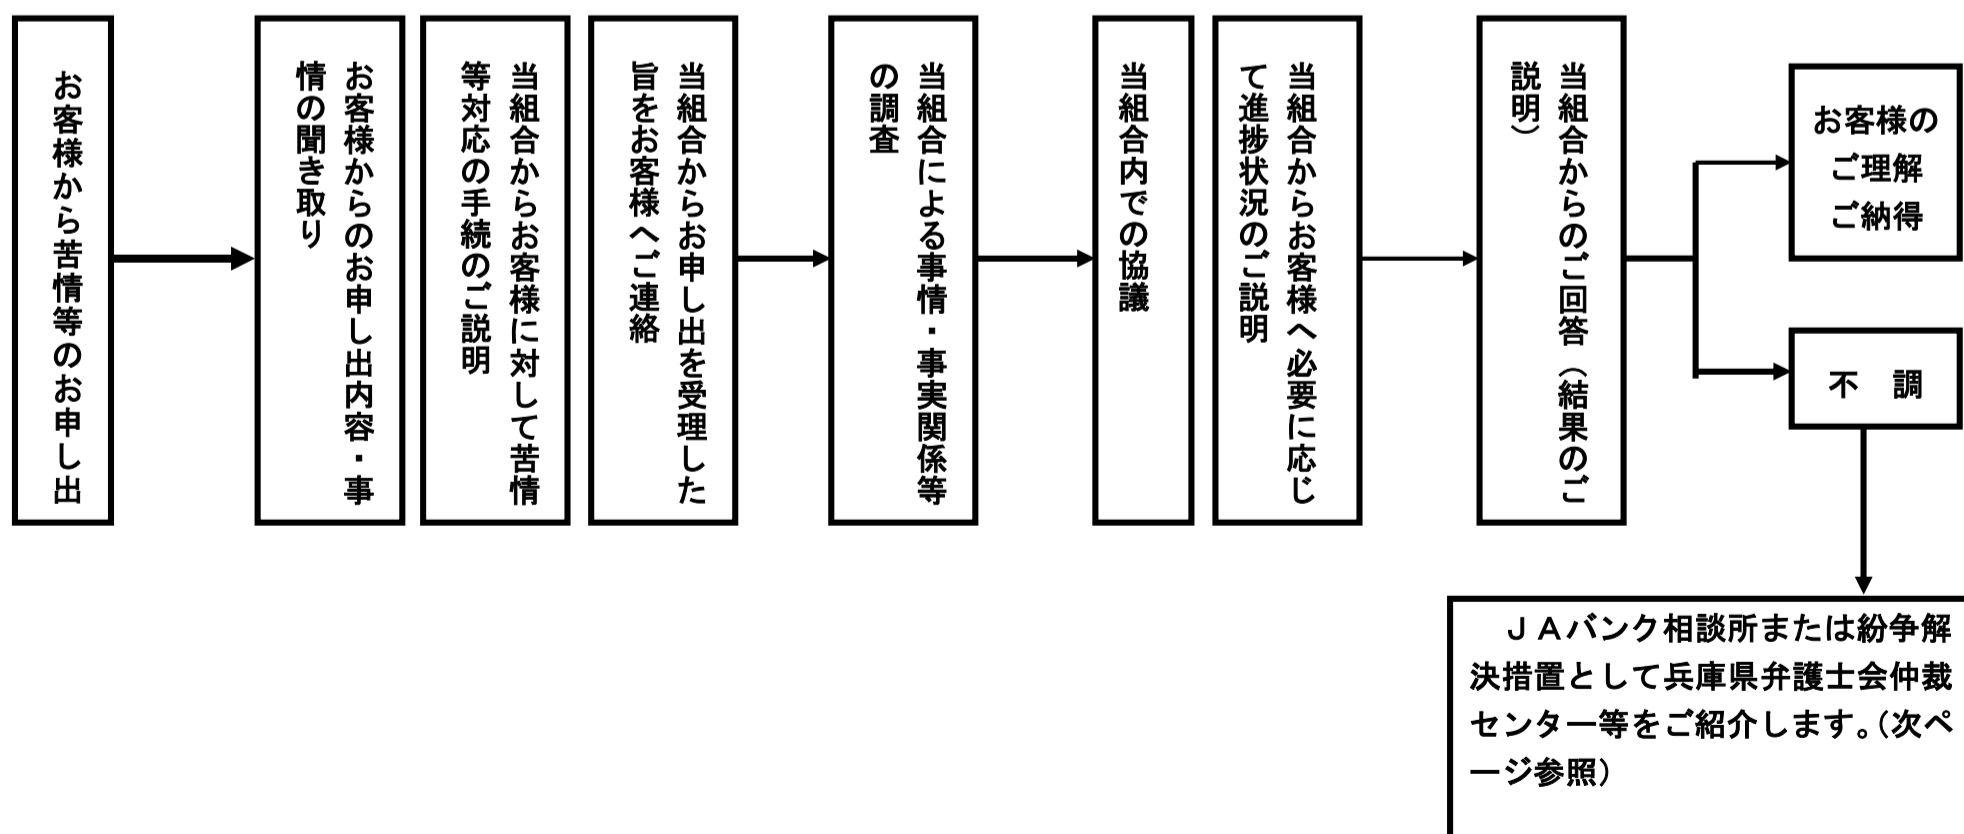 お客様から苦情等のお申し出
お客様からのお申し出内容・事
情の聞き取り
当組合からお客様に対して苦情
等対応の手続のご説明
当組合からお申し出を受理した
旨をお客様へご連絡
当組合による事情・事実関係等
の調査
当組合内での協議
当組合からお客様へ必要に応じ
て進捗状況のご説明
当組合からのご回答（結果のご
説明）
お客様の
ご理解
ご納得
不　調
　ＪＡバンク相談所または紛争解
決措置として兵庫県弁護士会仲裁
センター等をご紹介します。（次ペ
ージ参照）